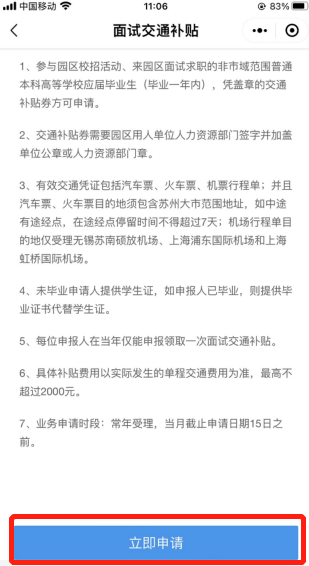 中国移动 11:06 83%
面试交通补贴
1、参与园区校招活动、来园区面试求职的非市域范围普通
本科高等学校应届毕业生（毕业一年内），凭盖章的交通
补贴券方可申请。
2、交通补贴券需要园区用人单位人力资源部门签字并加盖
单位公章或人力资源部门章。
3、有效交通凭证包括汽车票、火车票、机票行程单；并且
汽车票、火车票目的地须包含苏州大市范围地址，如中途
有途经点，在途经点停留时间不得超过7天；机场行程单目
的地仅受理无锡苏南硕放机场、上海浦东国际机场和上海
虹桥国际机场。
4、未毕业申请人提供学生证，如申报人已毕业，则提供毕
业证书代替学生证。
5、每位申报人在当年仅能申报领取一次面试交通补贴。
6、具体补贴费用以实际发生的单程交通费用为准，最高不
超过2000元。
7、业务申请时段：常年受理，当月截止申请日期15日之
前。
立即申请